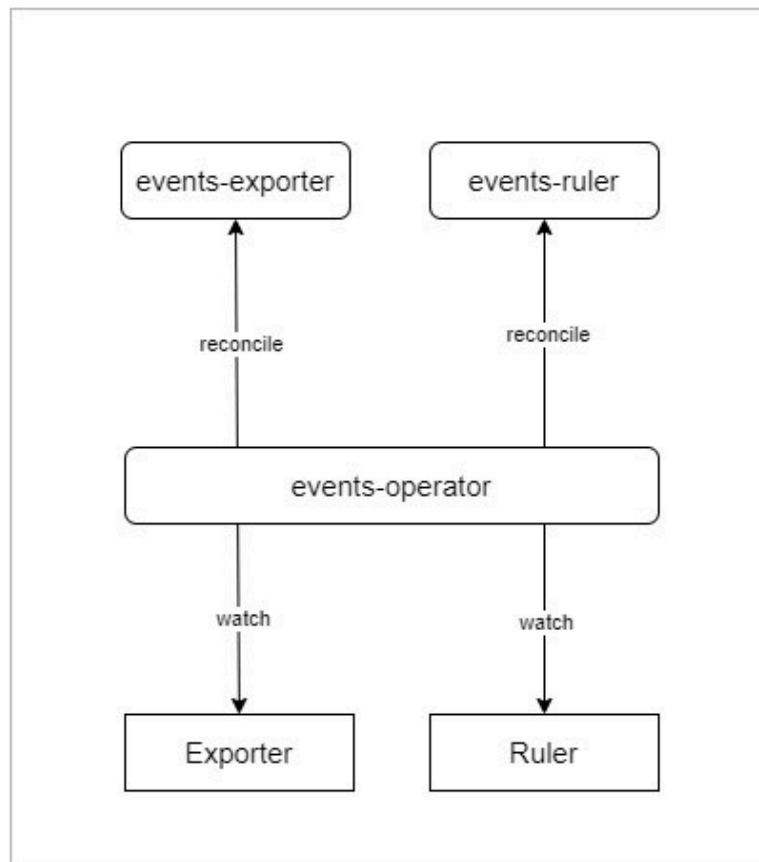 events-exporter
events-ruler
reconcile
reconcile
events-operator
watch
watch
Exporter
Ruler